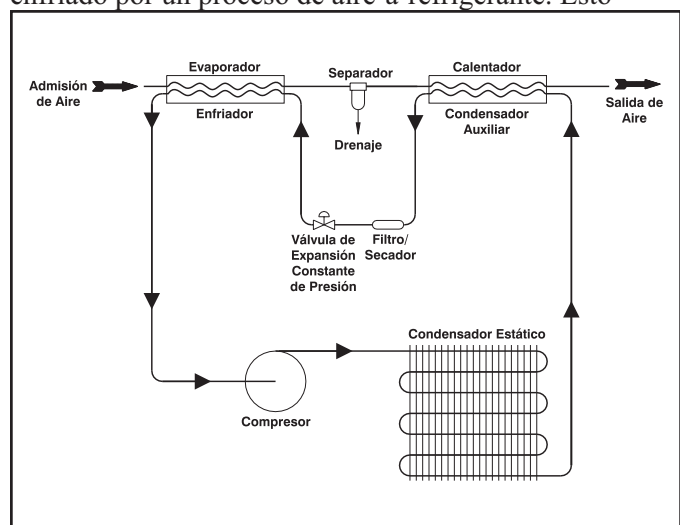 enfriado por un proceso de aire-a-refrigerante. Esto
Admisión
de Aire
Evaporador
Enfriador
Separador
Drenaje
Calentador
Condensador
Auxiliar
Salida de
Aire
Válvula de
Expansión
Constante
de Presión
Filtro/
Secador
Compresor
Condensador Estático